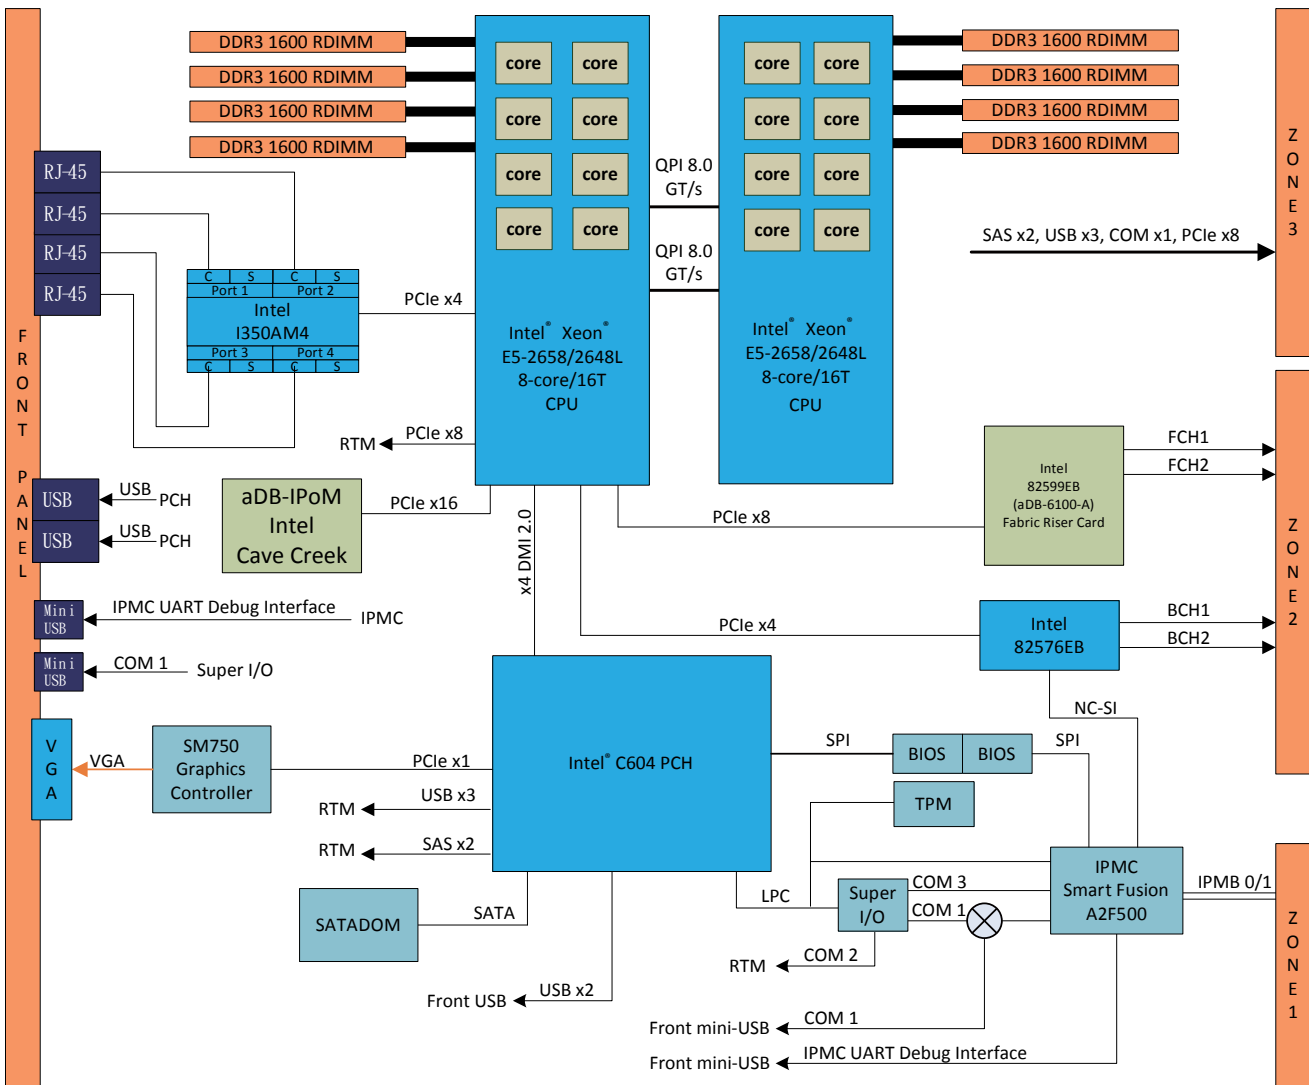 DDR3 1600 RDIMM
DDR3 1600 RDIMM
DDR3 1600 RDIMM
DDR3 1600 RDIMM
core core
core core
core core
core core
Intel® Xeon®
E5-2658/2648L
8-core/16T
CPU
QPI 8.0
GT/s
QPI 8.0
GT/s
core core
core core
core core
core core
Intel® Xeon®
E5-2658/2648L
8-core/16T
CPU
DDR3 1600 RDIMM
DDR3 1600 RDIMM
DDR3 1600 RDIMM
DDR3 1600 RDIMM
ZONE3
SAS x2, USB x3, COM x1, PCIe x8
FRONT PANEL
RJ-45
RJ-45
RJ-45
RJ-45
C S C S
Port 1 Port 2
Intel
I350AM4
Port 3 Port 4
C S C S
PCIe x4
RTM
PCIe x8
aDB-IPoM
Intel
Cave Creek
PCIe x16
x4 DMI 2.0
PCIe x8
Intel
82599EB
(aDB-6100-A)
Fabric Riser Card
FCH1
FCH2
ZONE2
USB
USB
PCH
USB
USB
PCH
Mini
USB
IPMC UART Debug Interface
IPMC
Mini
USB
COM 1
Super I/O
PCIe x4
Intel
82576EB
BCH1
BCH2
NC-SI
VGA
VGA
SM750
Graphics
Controller
PCIe x1
RTM
USB x3
RTM
SAS x2
Intel® C604 PCH
SPI
BIOS
BIOS
SPI
TPM
SATADOM
SATA
Front USB
USB x2
LPC
Super
I/O
COM 3
COM 1
IPMC
Smart Fusion
A2F500
IPMB 0/1
ZONE1
RTM
COM 2
Front mini-USB
COM 1
Front mini-USB
IPMC UART Debug Interface